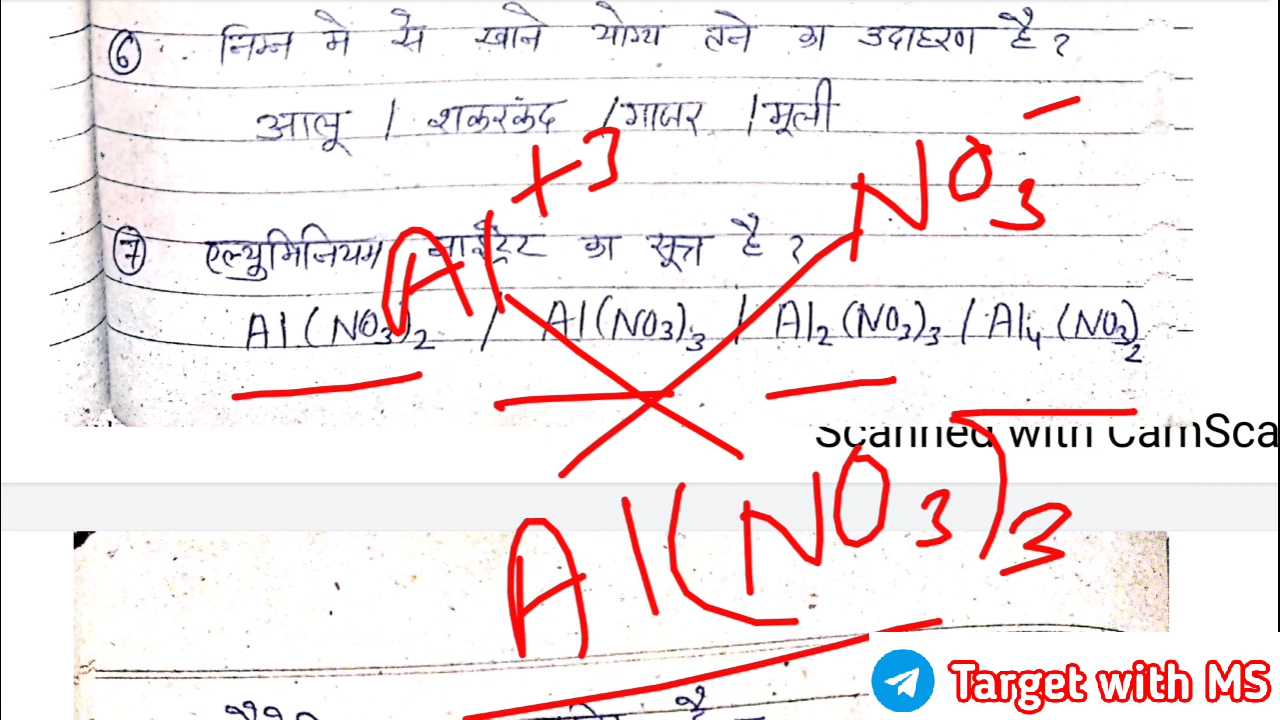 ⑥ निम्न मे से खाने योग्य तने का उदाहरण है ?
आलू / शकरकंद / गाजर / मूली
Al +3 NO3 −
⑦ एल्युमिनियम नाईट्रेट का सूत्र है ?
Al(NO3)2 / Al(NO3)3 / Al2(NO3)3 / Al4(NO3)2
Scanned with CamSca
Al(NO3)3
Target with MS